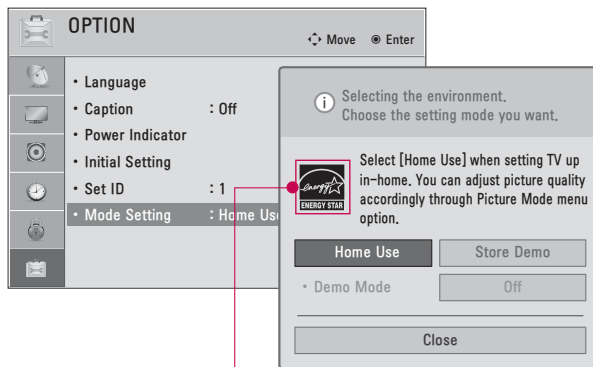 OPTION
Move
Enter
• Language
• Caption : Off
• Power Indicator
• Initial Setting
• Set ID : 1
• Mode Setting : Home Use
i
Selecting the environment.
Choose the setting mode you want.
energy
ENERGY STAR
Select [Home Use] when setting TV up
in-home. You can adjust picture quality
accordingly through Picture Mode menu
option.
Home Use
Store Demo
• Demo Mode
Off
Close